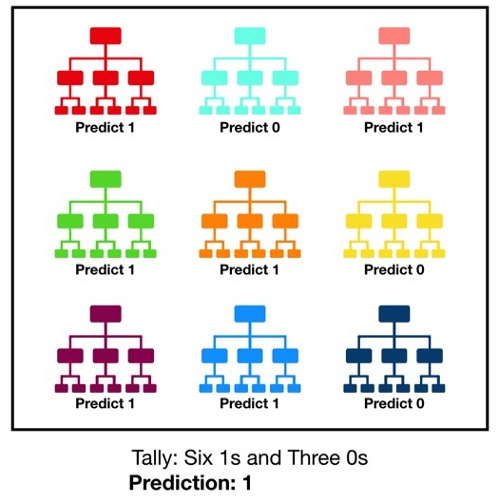 Predict 1 Predict 0 Predict 1
Predict 1 Predict 1 Predict 0
Predict 1 Predict 1 Predict 0
Tally: Six 1s and Three 0s
Prediction: 1